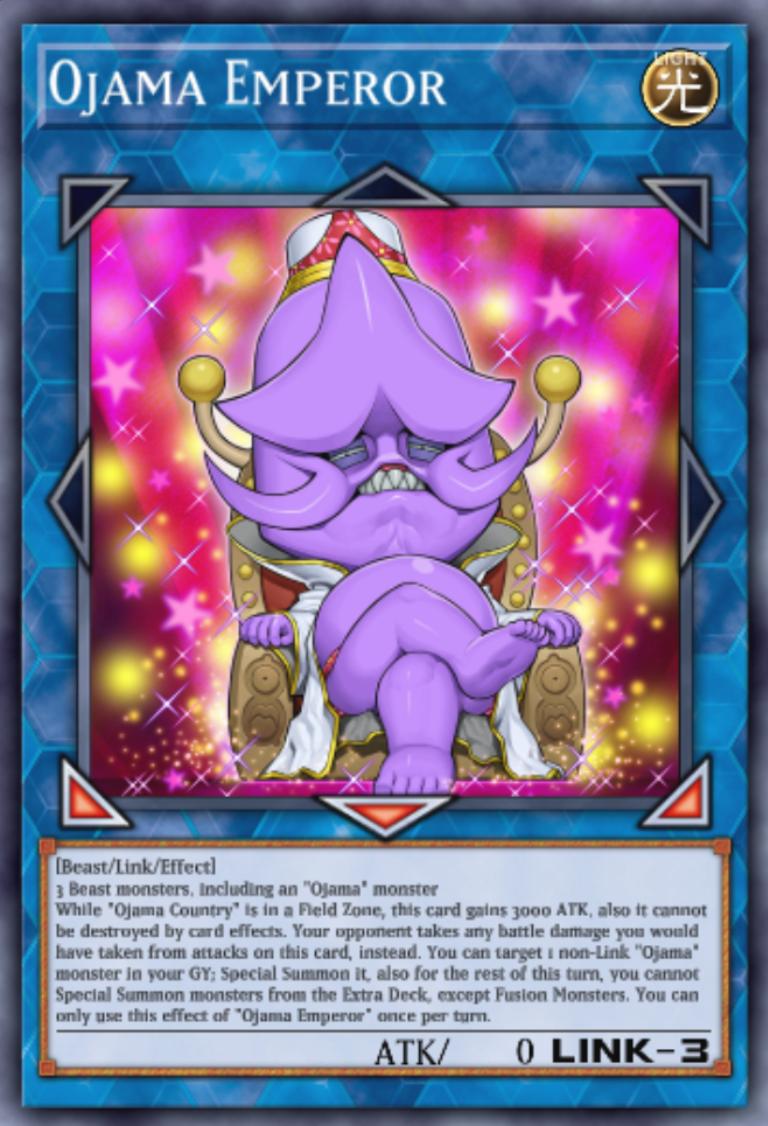 Ojama Emperor
LIGHT
光
[Beast/Link/Effect]
3 Beast monsters, including an "Ojama" monster
While "Ojama Country" is in a Field Zone, this card gains 3000 ATK, also it cannot
be destroyed by card effects. Your opponent takes any battle damage you would
have taken from attacks on this card, instead. You can target 1 non-Link "Ojama"
monster in your GY; Special Summon it, also for the rest of this turn, you cannot
Special Summon monsters from the Extra Deck, except Fusion Monsters. You can
only use this effect of "Ojama Emperor" once per turn.
ATK/ 0 LINK-3